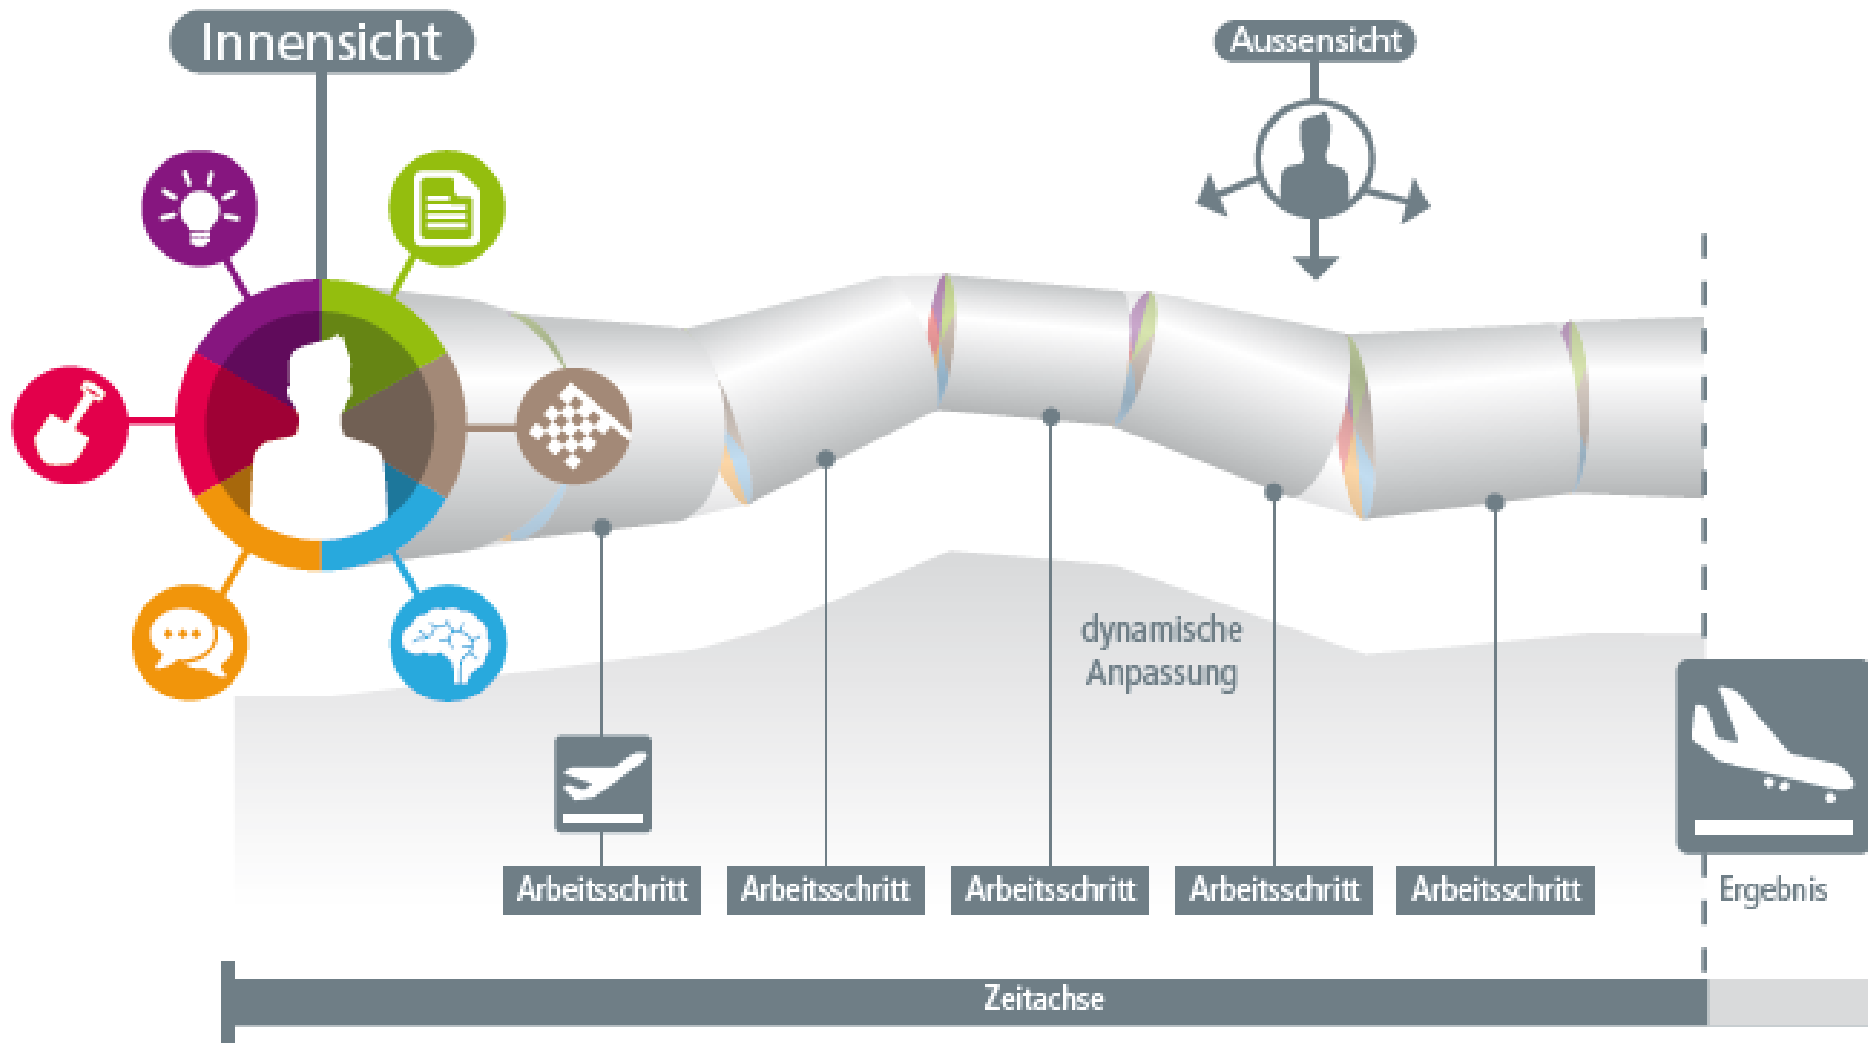 Innensicht
Aussensicht
dynamische
Anpassung
Arbeitsschritt
Arbeitsschritt
Arbeitsschritt
Arbeitsschritt
Arbeitsschritt
Ergebnis
Zeitachse